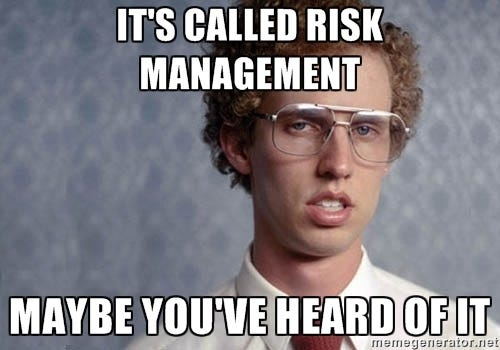 IT'S CALLED RISK
MANAGEMENT
MAYBE YOU'VE HEARD OF IT
memegenerator.net